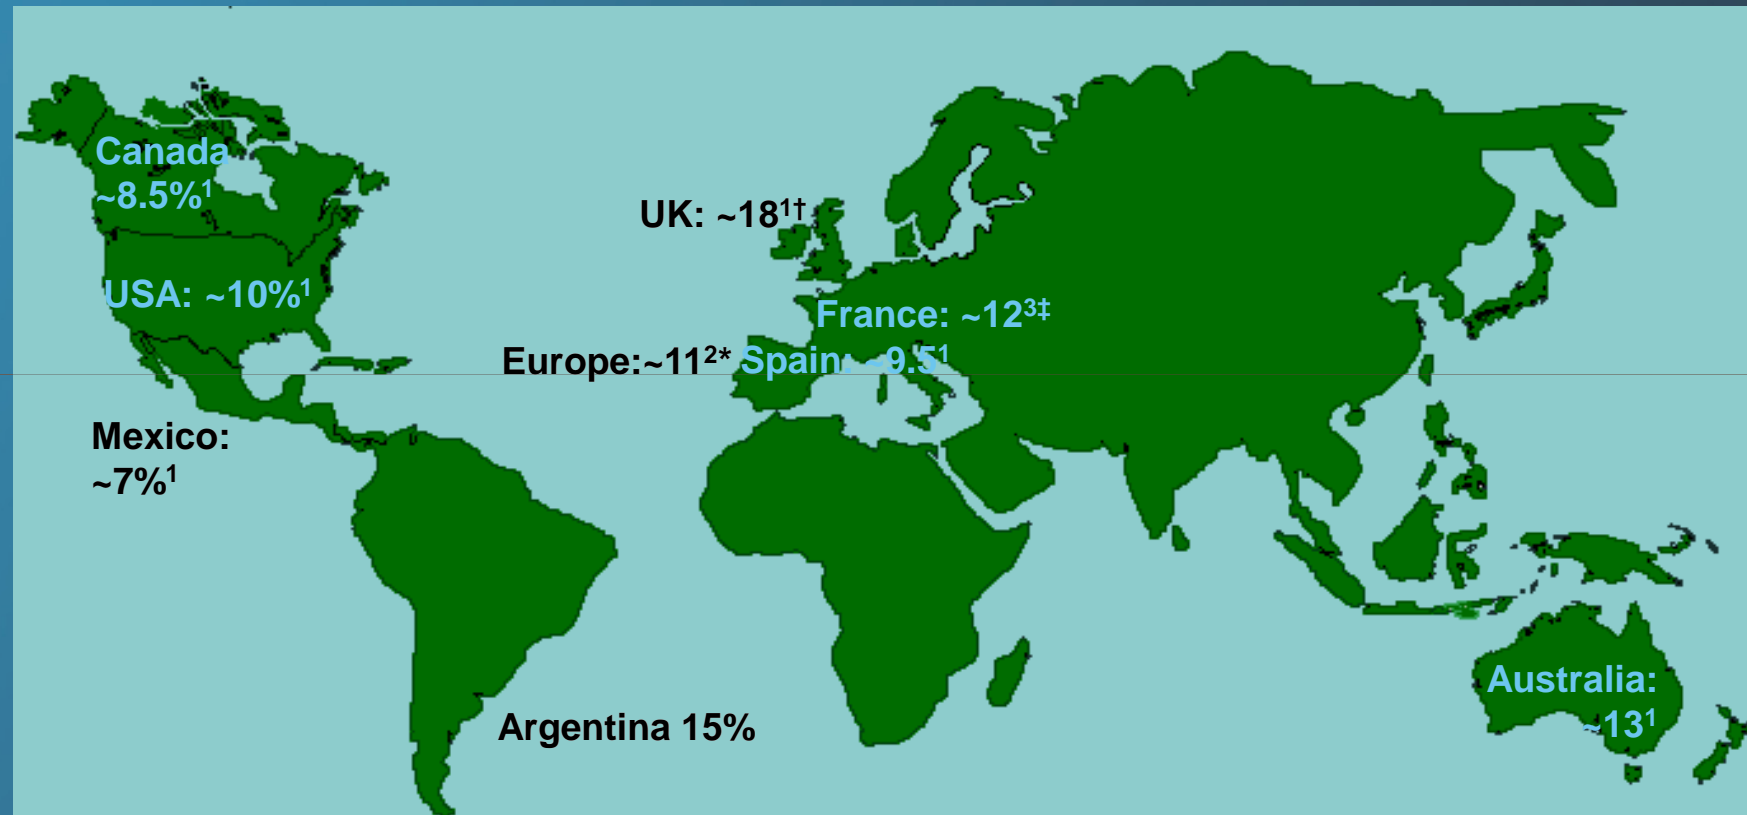 Canada
~8.5%¹
UK: ~18¹†
USA: ~10%¹
France: ~12³‡
Europe:~11²* Spain: ~9.5¹
Mexico:
~7%¹
Australia:
~13¹
Argentina 15%